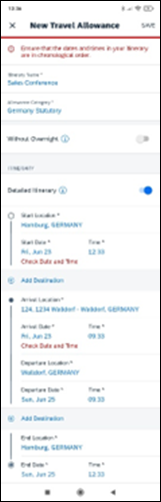 13:36
New Travel Allowance
SAVE
Ensure that the dates and times in your itinerary
are in chronological order.
Itinerary Name *
Sales Conference
Allowance Category *
Germany Statutory
Without Overnight
ITINERARY
Detailed Itinerary
Start Location *
Hamburg, GERMANY
Start Date * Time *
Fri, Jun 23 12:33
Check Date and Time
Add Destination
Arrival Location *
124, 1234 Walldorf - Walldorf, GERMANY
Arrival Date * Time *
Fri, Jun 23 09:33
Check Date and Time
Departure Location *
Walldorf, GERMANY
Departure Date * Time *
Sun, Jun 25 09:33
Add Destination
End Location *
Hamburg, GERMANY
End Date * Time *
Sun, Jun 25 12:33